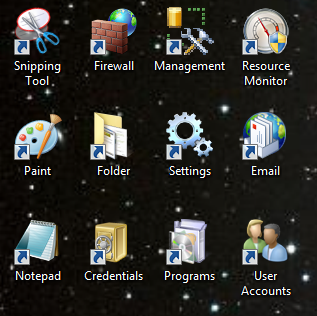 Snipping Tool
Firewall
Management
Resource Monitor
Paint
Folder
Settings
Email
Notepad
Credentials
Programs
User Accounts